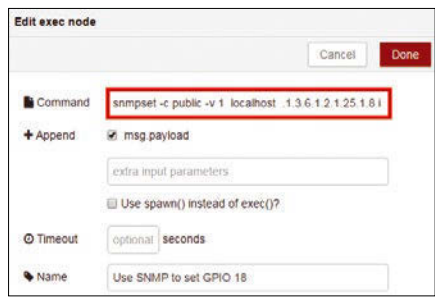 Edit exec node
Cancel
Done
Command
snmpset -c public -v 1 localhost .1.3.6.1.2.1.25.1.8 i
+ Append
msg.payload
extra input parameters
Use spawn() instead of exec()?
Timeout
optional
seconds
Name
Use SNMP to set GPIO 18